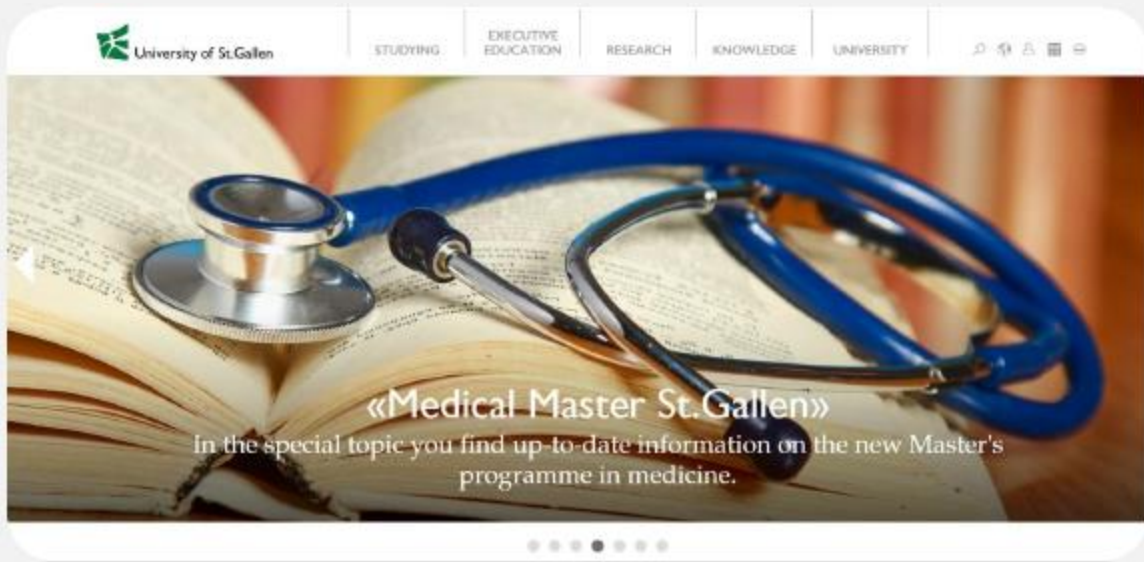 University of St.Gallen
STUDYING
EXECUTIVE
EDUCATION
RESEARCH
KNOWLEDGE
UNIVERSITY
«Medical Master St.Gallen»
In the special topic you find up-to-date information on the new Master's
programme in medicine.